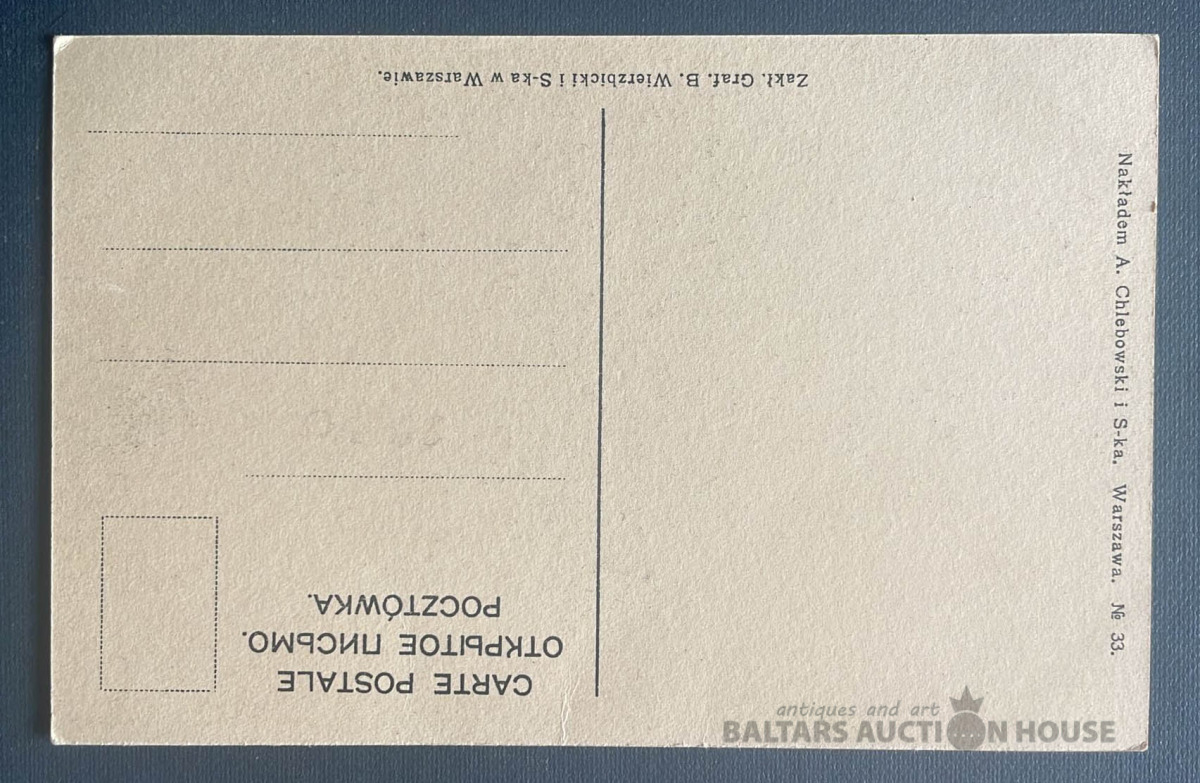 CARTE POSTALE
ОТКРЫТОЕ ПИСЬМО.
POCZTÓWKA.
Nakładem A. Chlebowski i S-ka. Warszawa. № 33.
Zakł. Graf. B. Wierzbicki i S-ka w Warszawie.
antiques and art
BALTARS AUCTION HOUSE